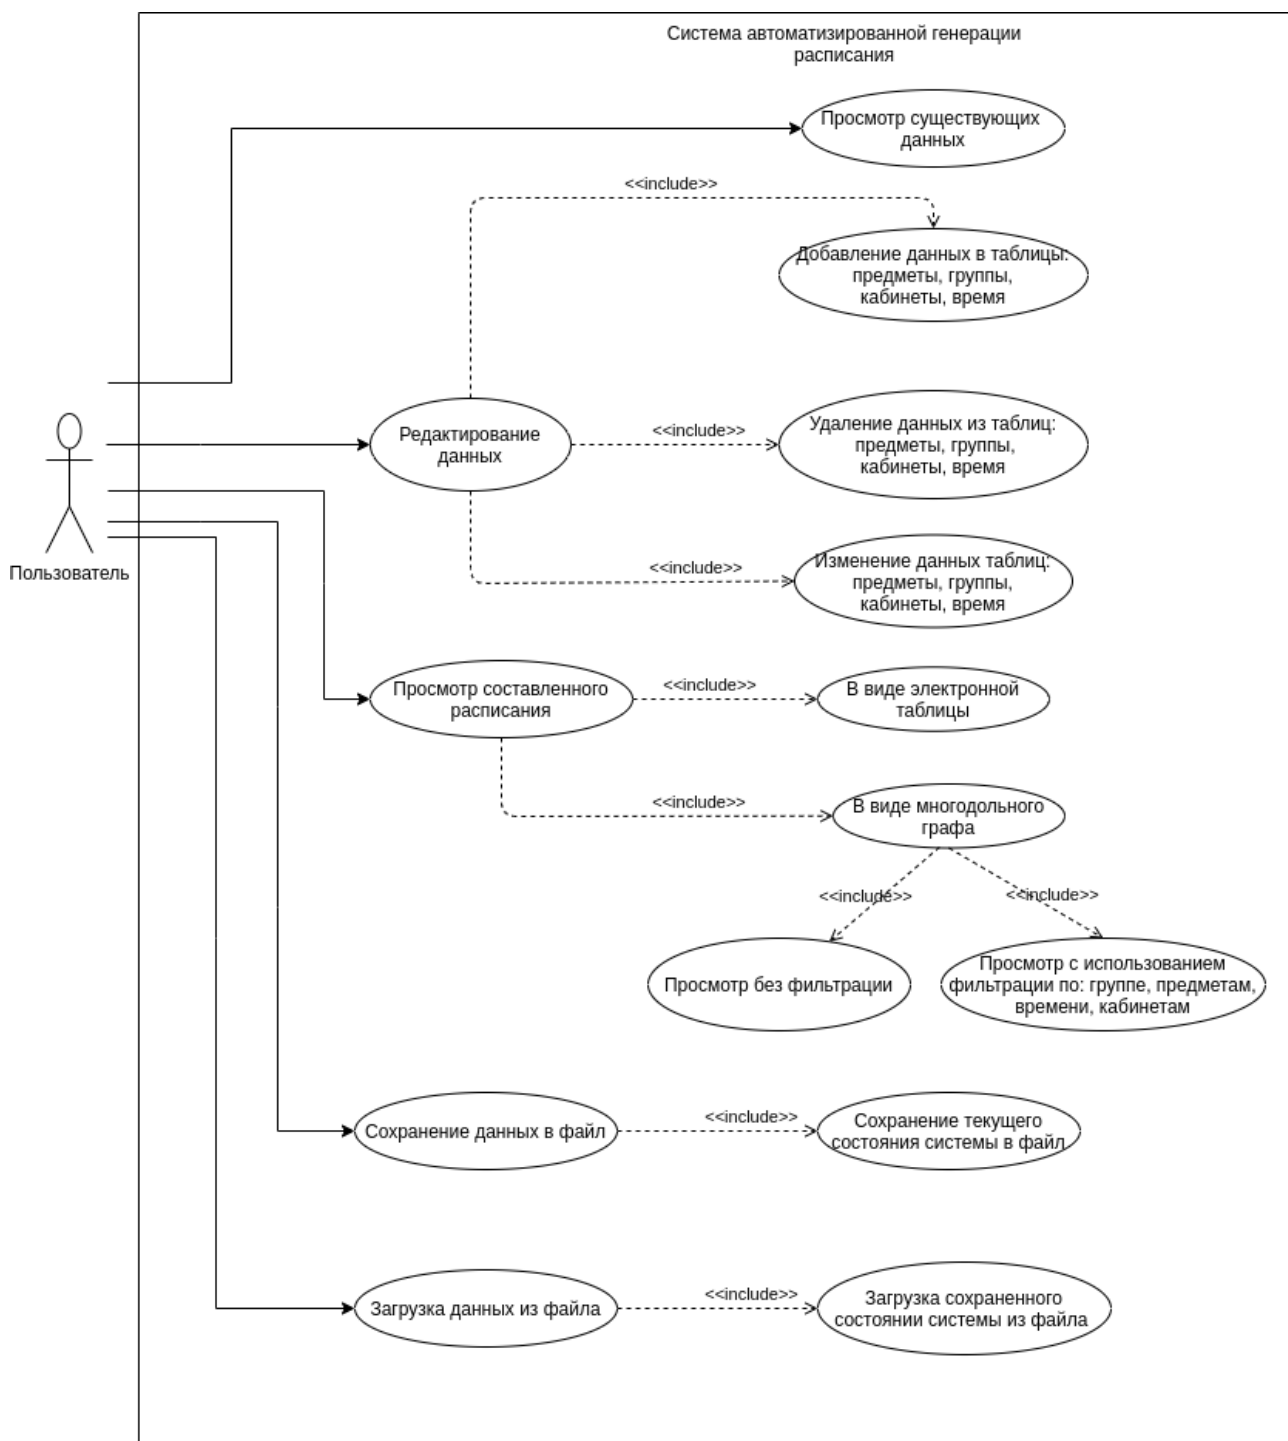 Система автоматизированной генерации
расписания
Просмотр существующих
данных
<<include>>
Добавление данных в таблицы:
предметы, группы,
кабинеты, время
Редактирование
данных
<<include>>
Удаление данных из таблиц:
предметы, группы,
кабинеты, время
Пользователь
<<include>>
Изменение данных таблиц:
предметы, группы,
кабинеты, время
Просмотр составленного
расписания
<<include>>
В виде электронной
таблицы
<<include>>
В виде многодольного
графа
<<include>>
<<include>>
Просмотр без фильтрации
Просмотр с использованием
фильтрации по: группе, предметам,
времени, кабинетам
Сохранение данных в файл
<<include>>
Сохранение текущего
состояния системы в файл
Загрузка данных из файла
<<include>>
Загрузка сохраненного
состоянии системы из файла